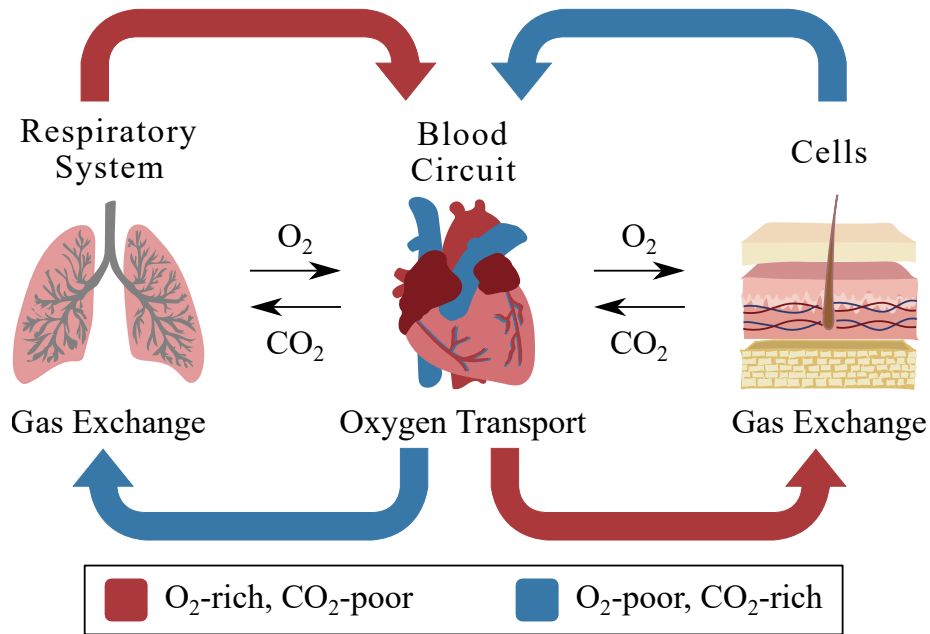 Respiratory
System
Blood
Circuit
Cells
O₂
CO₂
O₂
CO₂
Gas Exchange
Oxygen Transport
Gas Exchange
O₂-rich, CO₂-poor
O₂-poor, CO₂-rich